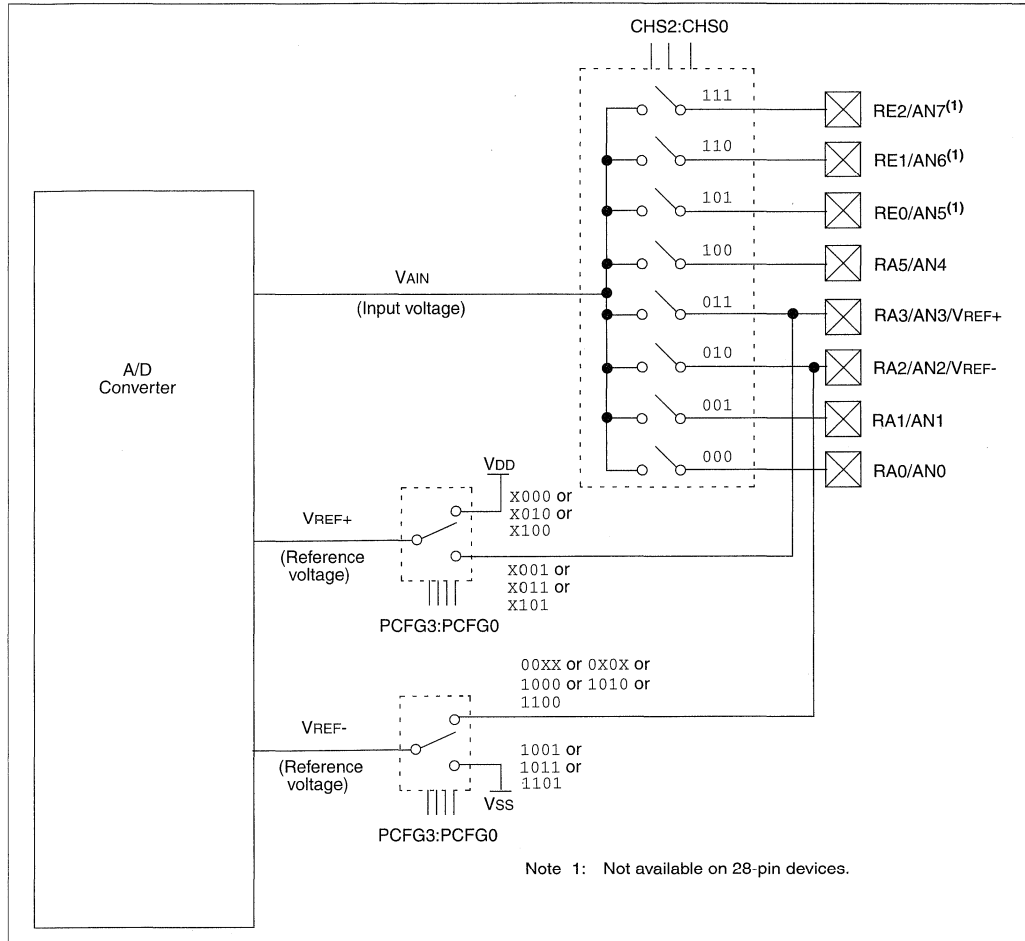 CHS2:CHS0
111
RE2/AN7(1)
110
RE1/AN6(1)
101
RE0/AN5(1)
100
RA5/AN4
VAIN
(Input voltage)
011
RA3/AN3/VREF+
010
RA2/AN2/VREF-
A/D
Converter
001
RA1/AN1
000
RA0/AN0
VDD
X000 or
X010 or
X100
VREF+
(Reference
voltage)
X001 or
X011 or
X101
PCFG3:PCFG0
00XX or 0X0X or
1000 or 1010 or
1100
VREF-
(Reference
voltage)
1001 or
1011 or
1101
VSS
PCFG3:PCFG0
Note 1: Not available on 28-pin devices.